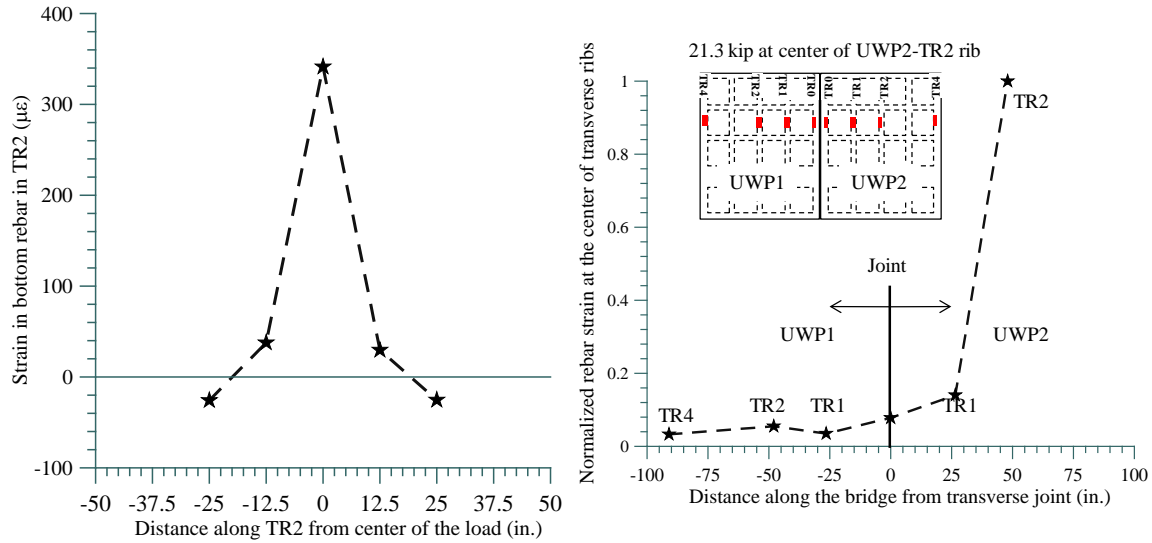 Strain in bottom rebar in TR2 (με)
400
300
200
100
0
-100
-50
-37.5
-25
-12.5
0
12.5
25
37.5
50
Distance along TR2 from center of the load (in.)
Normalized rebar strain at the center of transverse ribs
21.3 kip at center of UWP2-TR2 rib
TR4
TR2
TR1
TR0
TR0
TR1
TR2
TR4
UWP1
UWP2
1
0.8
0.6
0.4
0.2
0
TR2
Joint
UWP1
UWP2
TR4
TR2
TR1
TR1
-100
-75
-50
-25
0
25
50
75
100
Distance along the bridge from transverse joint (in.)